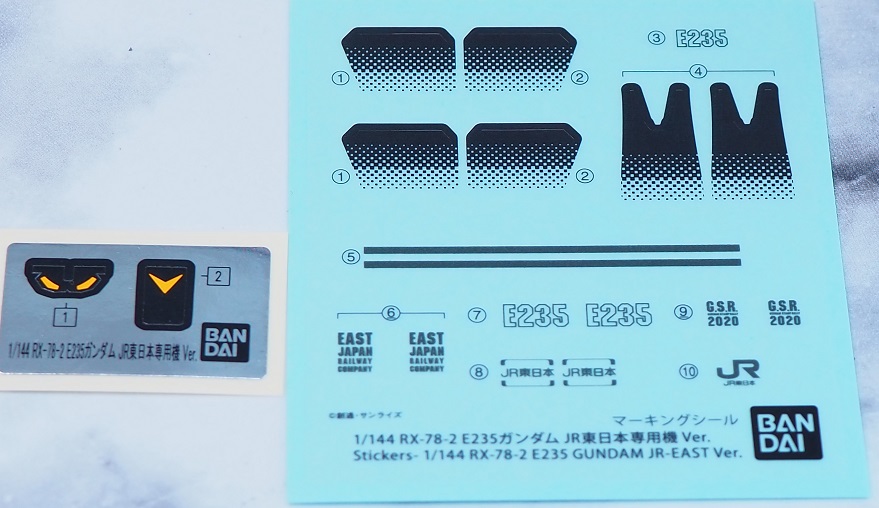 ③ E235
④
① ②
① ②
⑤
⑥ ⑦ E235 E235 ⑨ G.S.R. G.S.R.
2020 2020
EAST EAST
JAPAN JAPAN
RAILWAY RAILWAY
COMPANY COMPANY
⑧ JR東日本 JR東日本 ⑩ JR
JR東日本
©創通・サンライズ
マーキングシール
1/144 RX-78-2 E235ガンダム JR東日本専用機 Ver.
Stickers- 1/144 RX-78-2 E235 GUNDAM JR-EAST Ver.
BAN
DAI
1
2
1/144 RX-78-2 E235ガンダム JR東日本専用機 Ver.
BAN
DAI